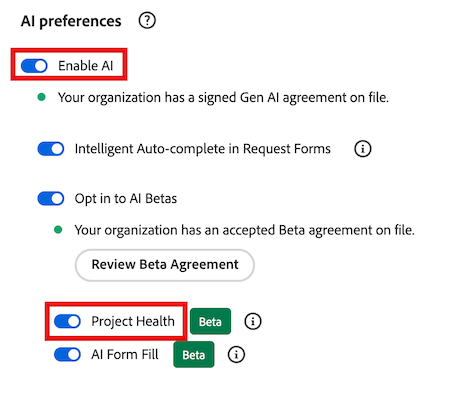 AI preferences ?
Enable AI
Your organization has a signed Gen AI agreement on file.
Intelligent Auto-complete in Request Forms i
Opt in to AI Betas
Your organization has an accepted Beta agreement on file.
Review Beta Agreement
Project Health Beta i
AI Form Fill Beta i